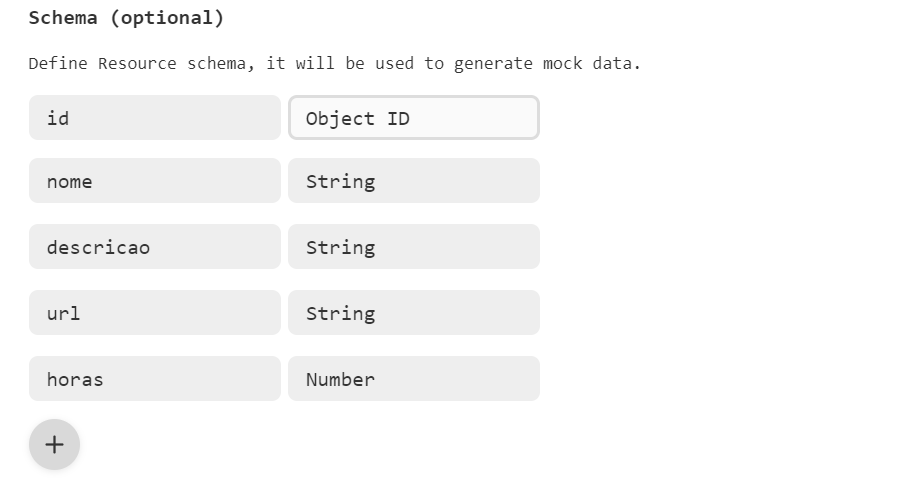 Schema (optional)
Define Resource schema, it will be used to generate mock data.
id Object ID
nome String
descricao String
url String
horas Number
+